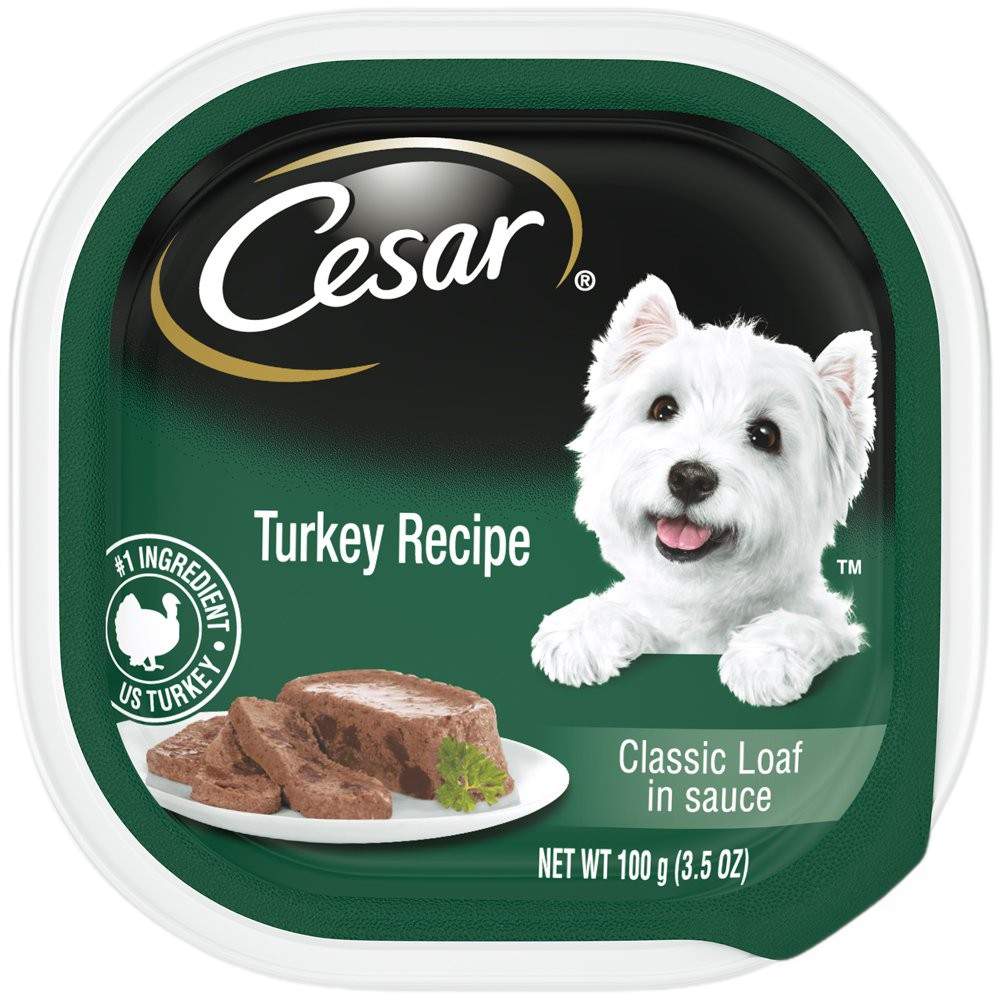 Cesar®
Turkey Recipe
#1 INGREDIENT
US TURKEY •
TM
Classic Loaf
in sauce
NET WT 100 g (3.5 OZ)